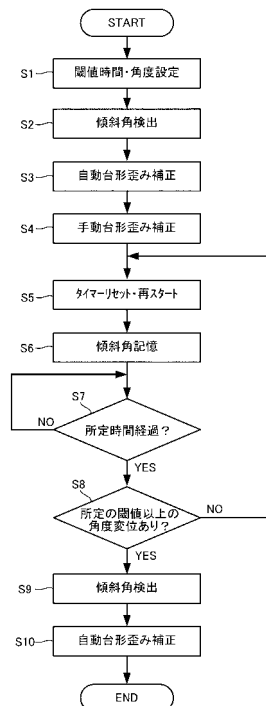 START
S1
閾値時間・角度設定
S2
傾斜角検出
S3
自動台形歪み補正
S4
手動台形歪み補正
S5
タイマーリセット・再スタート
S6
傾斜角記憶
S7
所定時間経過？
NO
YES
S8
所定の閾値以上の
角度変位あり？
NO
YES
S9
傾斜角検出
S10
自動台形歪み補正
END